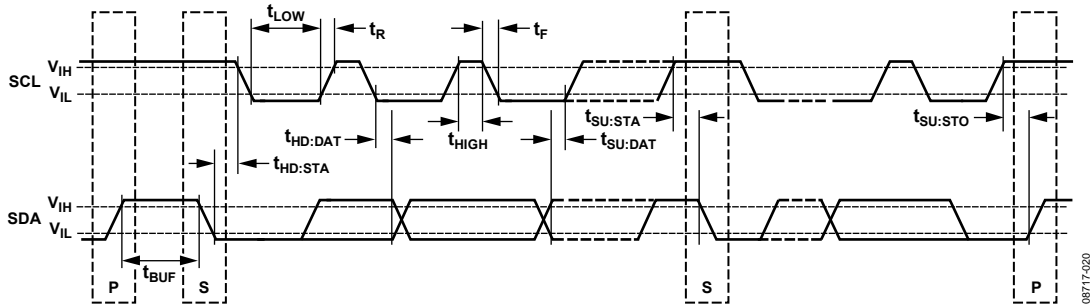 tLOW
tR
tF
SCL
VIH
VIL
tHD:DAT
tHIGH
tSU:STA
tSU:DAT
tSU:STO
tHD:STA
SDA
VIH
VIL
tBUF
P
S
S
P
08717-020